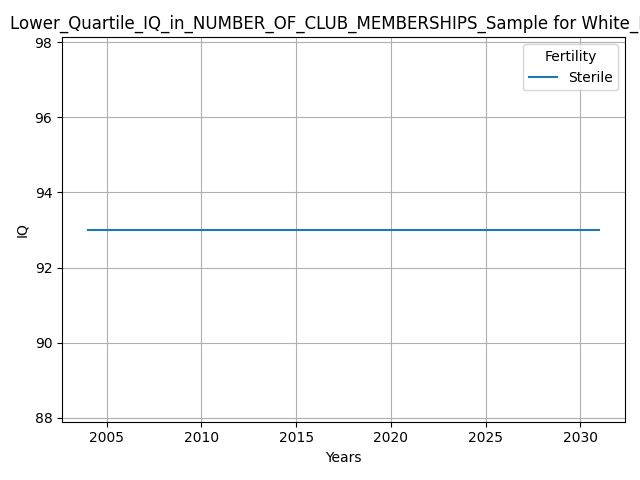 Lower_Quartile_IQ_in_NUMBER_OF_CLUB_MEMBERSHIPS_Sample for White_
98
96
94
92
90
88
IQ
Fertility
Sterile
2005 2010 2015 2020 2025 2030
Years